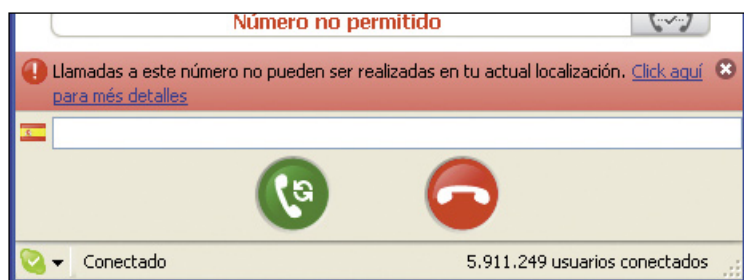 Número no permitido
Llamadas a este número no pueden ser realizadas en tu actual localización. Click aquí
para més detalles
Conectado
5.911.249 usuarios conectados